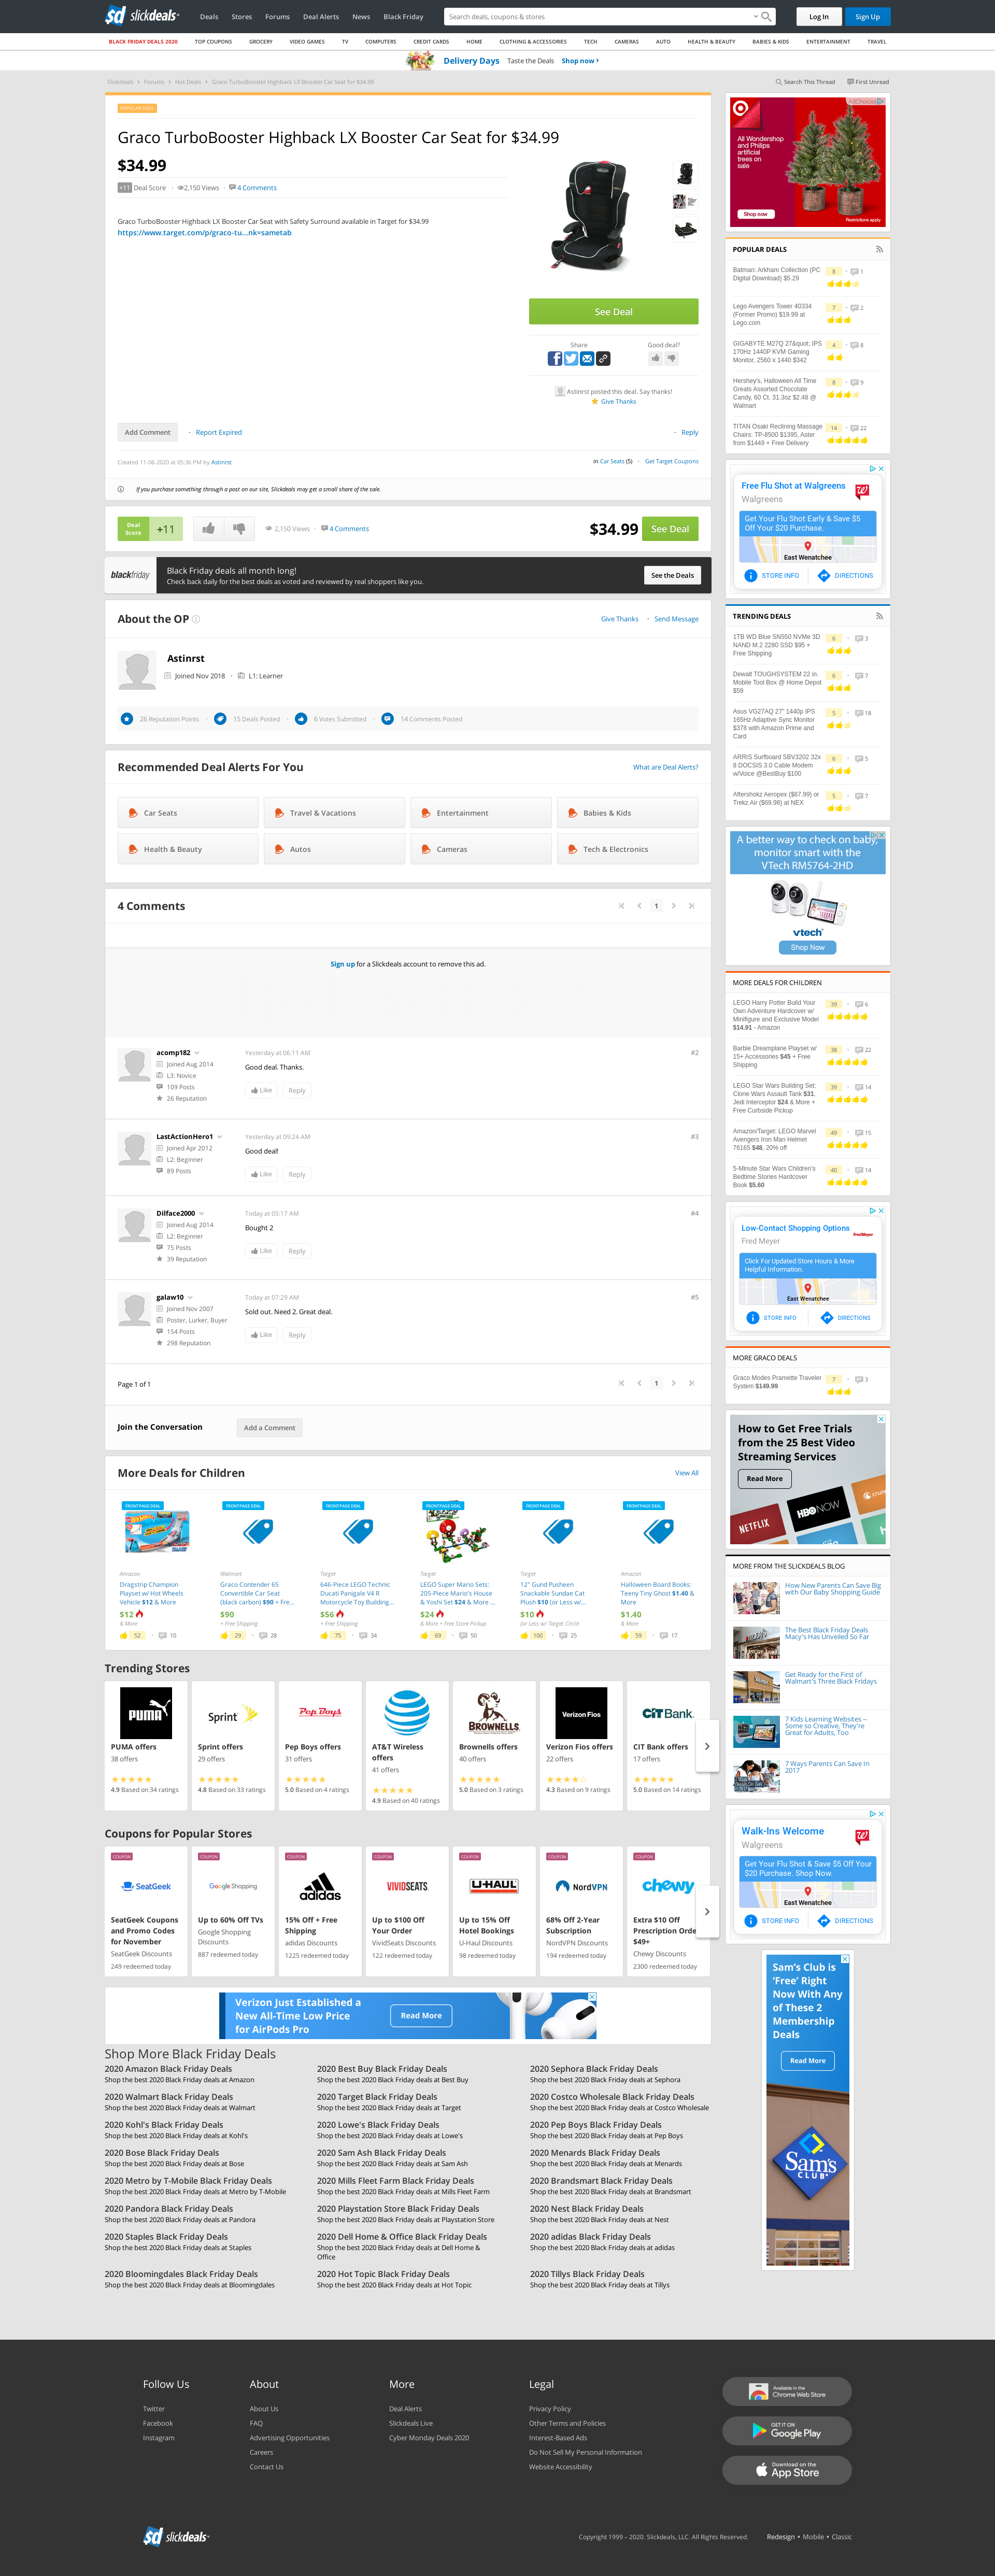 sd slickdeals
Deals Stores Forums Deal Alerts News Black Friday
Search deals, coupons & stores
Log In
Sign Up
BLACK FRIDAY DEALS 2020 TOP COUPONS GROCERY VIDEO GAMES TV COMPUTERS CREDIT CARDS HOME CLOTHING & ACCESSORIES TECH CAMERAS AUTO HEALTH & BEAUTY BABIES & KIDS ENTERTAINMENT TRAVEL
Delivery Days Taste the Deals Shop now ›
Slickdeals › Forums › Hot Deals › Graco TurboBooster Highback LX Booster Car Seat for $34.99
Search This Thread First Unread
POPULAR DEAL
Graco TurboBooster Highback LX Booster Car Seat for $34.99
$34.99
+11 Deal Score · 2,150 Views · 4 Comments
Graco TurboBooster Highback LX Booster Car Seat with Safety Surround available in Target for $34.99
https://www.target.com/p/graco-tu...nk=sametab
See Deal
Share
Good deal?
Astinrst posted this deal. Say thanks!
Give Thanks
Add Comment · Report Expired · Reply
Created 11-06-2020 at 05:36 PM by Astinrst
in Car Seats (5) · Get Target Coupons
If you purchase something through a post on our site, Slickdeals may get a small share of the sale.
Deal Score +11
2,150 Views · 4 Comments
$34.99 See Deal
blackfriday
Black Friday deals all month long!
Check back daily for the best deals as voted and reviewed by real shoppers like you.
See the Deals
About the OP
Give Thanks · Send Message
Astinrst
Joined Nov 2018 · L1: Learner
26 Reputation Points · 15 Deals Posted · 6 Votes Submitted · 14 Comments Posted
Recommended Deal Alerts For You
What are Deal Alerts?
Car Seats
Travel & Vacations
Entertainment
Babies & Kids
Health & Beauty
Autos
Cameras
Tech & Electronics
4 Comments
1
Sign up for a Slickdeals account to remove this ad.
acomp182
Joined Aug 2014
L3: Novice
109 Posts
26 Reputation
Yesterday at 06:11 AM
#2
Good deal. Thanks.
Like Reply
LastActionHero1
Joined Apr 2012
L2: Beginner
89 Posts
Yesterday at 09:24 AM
#3
Good deal!
Like Reply
Dilface2000
Joined Aug 2014
L2: Beginner
75 Posts
39 Reputation
Today at 05:17 AM
#4
Bought 2
Like Reply
galaw10
Joined Nov 2007
Poster, Lurker, Buyer
154 Posts
298 Reputation
Today at 07:29 AM
#5
Sold out. Need 2. Great deal.
Like Reply
Page 1 of 1
1
Join the Conversation
Add a Comment
More Deals for Children
View All
FRONTPAGE DEAL
Amazon
Dragstrip Champion
Playset w/ Hot Wheels
Vehicle $12 & More
$12
& More
52 · 10
FRONTPAGE DEAL
Walmart
Graco Contender 65
Convertible Car Seat
(black carbon) $90 + Fre...
$90
+ Free Shipping
29 · 28
FRONTPAGE DEAL
Target
646-Piece LEGO Technic
Ducati Panigale V4 R
Motorcycle Toy Building...
$56
+ Free Shipping
75 · 34
FRONTPAGE DEAL
Target
LEGO Super Mario Sets:
205-Piece Mario's House
& Yoshi Set $24 & More ...
$24
& More + Free Store Pickup
69 · 50
FRONTPAGE DEAL
Target
12" Gund Pusheen
Snackable Sundae Cat
Plush $10 (or Less w/...
$10
(or Less w/ Target Circle
100 · 25
FRONTPAGE DEAL
Amazon
Halloween Board Books:
Teeny Tiny Ghost $1.40 &
More
$1.40
& More
59 · 17
Trending Stores
PUMA
PUMA offers
38 offers
4.9 Based on 34 ratings
Sprint
Sprint offers
29 offers
4.8 Based on 33 ratings
Pep Boys
Pep Boys offers
31 offers
5.0 Based on 4 ratings
AT&T Wireless
offers
41 offers
4.9 Based on 40 ratings
BROWNELLS
Brownells offers
40 offers
5.0 Based on 3 ratings
Verizon Fios
Verizon Fios offers
22 offers
4.3 Based on 9 ratings
CIT Bank
CIT Bank offers
17 offers
5.0 Based on 14 ratings
Coupons for Popular Stores
COUPON
SeatGeek
SeatGeek Coupons
and Promo Codes
for November
SeatGeek Discounts
249 redeemed today
COUPON
Google Shopping
Up to 60% Off TVs
Google Shopping
Discounts
887 redeemed today
COUPON
adidas
15% Off + Free
Shipping
adidas Discounts
1225 redeemed today
COUPON
VIVIDSEATS
Up to $100 Off
Your Order
VividSeats Discounts
122 redeemed today
COUPON
U-HAUL
Up to 15% Off
Hotel Bookings
U-Haul Discounts
98 redeemed today
COUPON
NordVPN
68% Off 2-Year
Subscription
NordVPN Discounts
194 redeemed today
COUPON
chewy
Extra $10 Off
Prescription Orde
$49+
Chewy Discounts
2300 redeemed today
Verizon Just Established a
New All-Time Low Price
for AirPods Pro
Read More
Shop More Black Friday Deals
2020 Amazon Black Friday Deals
Shop the best 2020 Black Friday deals at Amazon
2020 Best Buy Black Friday Deals
Shop the best 2020 Black Friday deals at Best Buy
2020 Sephora Black Friday Deals
Shop the best 2020 Black Friday deals at Sephora
2020 Walmart Black Friday Deals
Shop the best 2020 Black Friday deals at Walmart
2020 Target Black Friday Deals
Shop the best 2020 Black Friday deals at Target
2020 Costco Wholesale Black Friday Deals
Shop the best 2020 Black Friday deals at Costco Wholesale
2020 Kohl's Black Friday Deals
Shop the best 2020 Black Friday deals at Kohl's
2020 Lowe's Black Friday Deals
Shop the best 2020 Black Friday deals at Lowe's
2020 Pep Boys Black Friday Deals
Shop the best 2020 Black Friday deals at Pep Boys
2020 Bose Black Friday Deals
Shop the best 2020 Black Friday deals at Bose
2020 Sam Ash Black Friday Deals
Shop the best 2020 Black Friday deals at Sam Ash
2020 Menards Black Friday Deals
Shop the best 2020 Black Friday deals at Menards
2020 Metro by T-Mobile Black Friday Deals
Shop the best 2020 Black Friday deals at Metro by T-Mobile
2020 Mills Fleet Farm Black Friday Deals
Shop the best 2020 Black Friday deals at Mills Fleet Farm
2020 Brandsmart Black Friday Deals
Shop the best 2020 Black Friday deals at Brandsmart
2020 Pandora Black Friday Deals
Shop the best 2020 Black Friday deals at Pandora
2020 Playstation Store Black Friday Deals
Shop the best 2020 Black Friday deals at Playstation Store
2020 Nest Black Friday Deals
Shop the best 2020 Black Friday deals at Nest
2020 Staples Black Friday Deals
Shop the best 2020 Black Friday deals at Staples
2020 Dell Home & Office Black Friday Deals
Shop the best 2020 Black Friday deals at Dell Home &
Office
2020 adidas Black Friday Deals
Shop the best 2020 Black Friday deals at adidas
2020 Bloomingdales Black Friday Deals
Shop the best 2020 Black Friday deals at Bloomingdales
2020 Hot Topic Black Friday Deals
Shop the best 2020 Black Friday deals at Hot Topic
2020 Tillys Black Friday Deals
Shop the best 2020 Black Friday deals at Tillys
AdChoices
All Wondershop
and Philips
artificial
trees on
sale
Shop now
Restrictions apply
POPULAR DEALS
Batman: Arkham Collection (PC
Digital Download) $5.29
8 · 1
Lego Avengers Tower 40334
(Former Promo) $19.99 at
Lego.com
7 · 2
GIGABYTE M27Q 27&quot; IPS
170Hz 1440P KVM Gaming
Monitor, 2560 x 1440 $342
4 · 8
Hershey's, Halloween All Time
Greats Assorted Chocolate
Candy, 60 Ct. 31.3oz $2.48 @
Walmart
8 · 9
TITAN Osaki Reclining Massage
Chairs: TP-8500 $1395, Aster
from $1449 + Free Delivery
14 · 22
Free Flu Shot at Walgreens
Walgreens
Get Your Flu Shot Early & Save $5
Off Your $20 Purchase.
East Wenatchee
STORE INFO DIRECTIONS
TRENDING DEALS
1TB WD Blue SN550 NVMe 3D
NAND M.2 2280 SSD $95 +
Free Shipping
6 · 3
Dewalt TOUGHSYSTEM 22 in.
Mobile Tool Box @ Home Depot
$59
6 · 7
Asus VG27AQ 27" 1440p IPS
165Hz Adaptive Sync Monitor
$378 with Amazon Prime and
Card
5 · 18
ARRIS Surfboard SBV3202 32x
8 DOCSIS 3.0 Cable Modem
w/Voice @BestBuy $100
6 · 5
Aftershokz Aeropex ($87.99) or
Trekz Air ($69.98) at NEX
5 · 7
A better way to check on baby,
monitor smart with the
VTech RM5764-2HD
vtech
Shop Now
MORE DEALS FOR CHILDREN
LEGO Harry Potter Build Your
Own Adventure Hardcover w/
Minifigure and Exclusive Model
$14.91 - Amazon
39 · 6
Barbie Dreamplane Playset w/
15+ Accessories $45 + Free
Shipping
38 · 22
LEGO Star Wars Building Set:
Clone Wars Assault Tank $31,
Jedi Interceptor $24 & More +
Free Curbside Pickup
39 · 14
Amazon/Target: LEGO Marvel
Avengers Iron Man Helmet
76165 $48, 20% off
49 · 15
5-Minute Star Wars Children's
Bedtime Stories Hardcover
Book $5.60
40 · 14
Low-Contact Shopping Options
Fred Meyer
Click For Updated Store Hours & More
Helpful Information.
East Wenatchee
STORE INFO DIRECTIONS
MORE GRACO DEALS
Graco Modes Pramette Traveler
System $149.99
7 · 3
How to Get Free Trials
from the 25 Best Video
Streaming Services
Read More
NETFLIX HBO NOW
MORE FROM THE SLICKDEALS BLOG
How New Parents Can Save Big
with Our Baby Shopping Guide
The Best Black Friday Deals
Macy's Has Unveiled So Far
Get Ready for the First of
Walmart's Three Black Fridays
7 Kids Learning Websites --
Some so Creative, They're
Great for Adults, Too
7 Ways Parents Can Save In
2017
Walk-Ins Welcome
Walgreens
Get Your Flu Shot & Save $5 Off Your
$20 Purchase. Shop Now.
East Wenatchee
STORE INFO DIRECTIONS
Sam's Club is
'Free' Right
Now With Any
of These 2
Membership
Deals
Read More
Sam's
CLUB
Follow Us
Twitter
Facebook
Instagram
About
About Us
FAQ
Advertising Opportunities
Careers
Contact Us
More
Deal Alerts
Slickdeals Live
Cyber Monday Deals 2020
Legal
Privacy Policy
Other Terms and Policies
Interest-Based Ads
Do Not Sell My Personal Information
Website Accessibility
Available in the
Chrome Web Store
GET IT ON
Google Play
Download on the
App Store
sd slickdeals
Copyright 1999 - 2020. Slickdeals, LLC. All Rights Reserved.
Redesign • Mobile • Classic